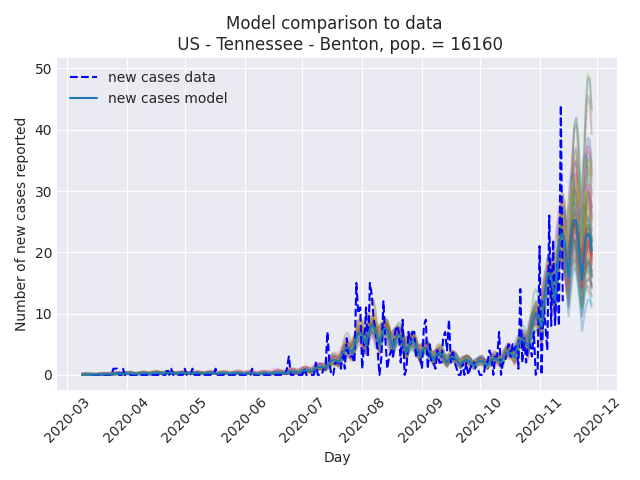 Model comparison to data
US - Tennessee - Benton, pop. = 16160
new cases data
new cases model
Number of new cases reported
50
40
30
20
10
0
2020-03
2020-04
2020-05
2020-06
2020-07
2020-08
2020-09
2020-10
2020-11
2020-12
Day